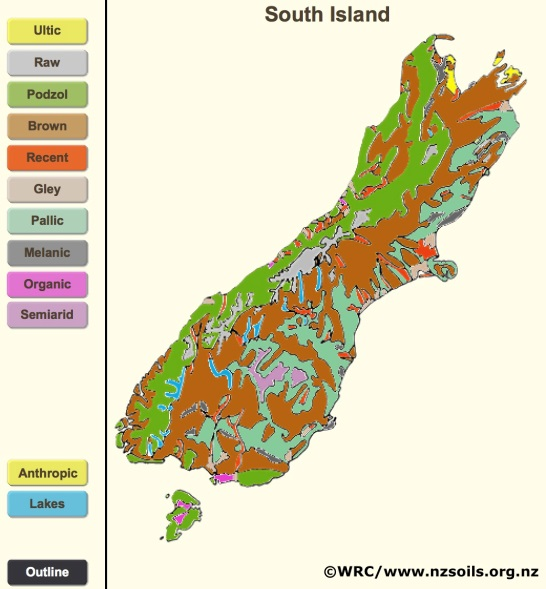 South Island
Ultic
Raw
Podzol
Brown
Recent
Gley
Pallic
Melanic
Organic
Semiarid
Anthropic
Lakes
Outline
©WRC/www.nzsoils.org.nz